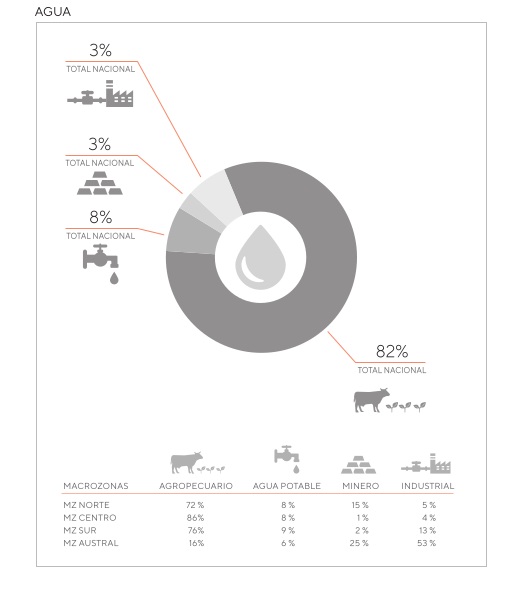 AGUA
3%
TOTAL NACIONAL
3%
TOTAL NACIONAL
8%
TOTAL NACIONAL
82%
TOTAL NACIONAL
MACROZONAS AGROPECUARIO AGUA POTABLE MINERO INDUSTRIAL
MZ NORTE 72 % 8 % 15 % 5 %
MZ CENTRO 86% 8 % 1 % 4 %
MZ SUR 76% 9 % 2 % 13 %
MZ AUSTRAL 16% 6 % 25 % 53 %